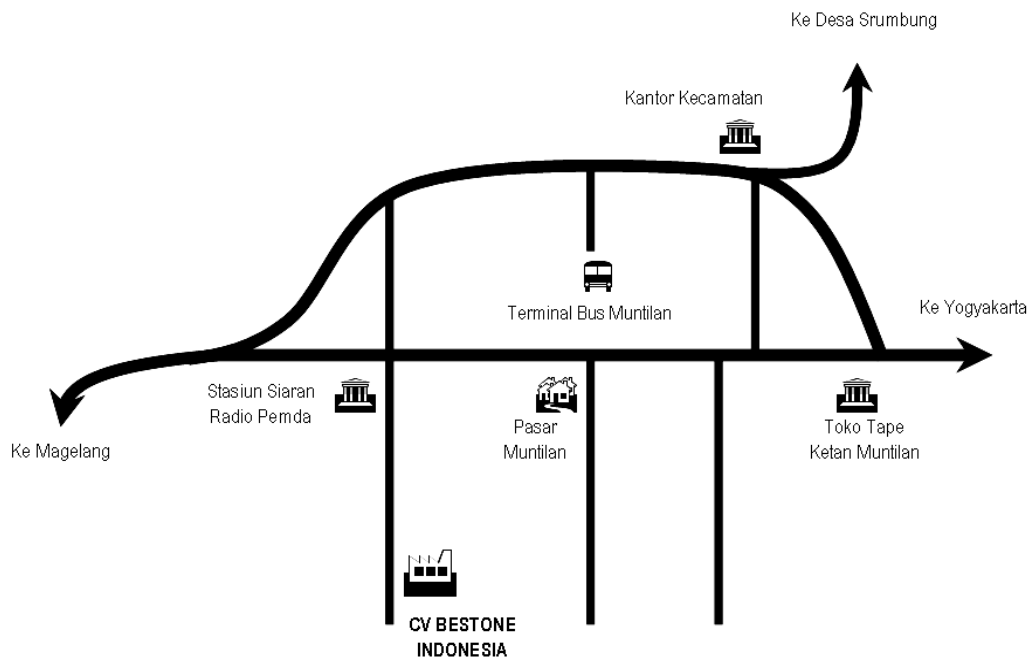 Ke Desa Srumbung
Kantor Kecamatan
Ke Yogyakarta
Terminal Bus Muntilan
Stasiun Siaran
Radio Pemda
Pasar
Muntilan
Toko Tape
Ketan Muntilan
Ke Magelang
CV BESTONE
INDONESIA